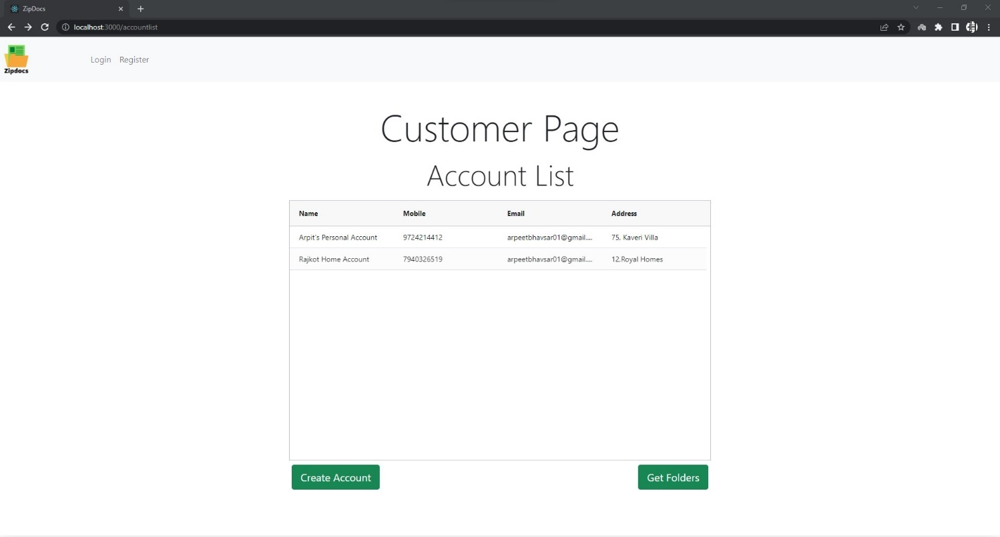 ZipDocs
localhost:3000/accountlist
Zipdocs
Login Register
Customer Page
Account List
Name Mobile Email Address
Arpit's Personal Account 9724214412 arpeetbhavsar01@gmail.... 75, Kaveri Villa
Rajkot Home Account 7940326519 arpeetbhavsar01@gmail.... 12,Royal Homes
Create Account Get Folders